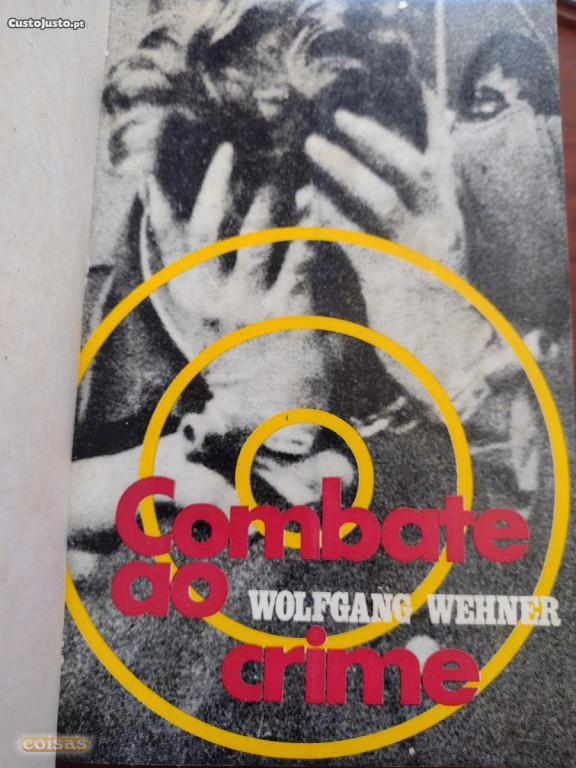 CustoJusto.pt
Combate
ao
WOLFGANG WEHNER
crime
coisas